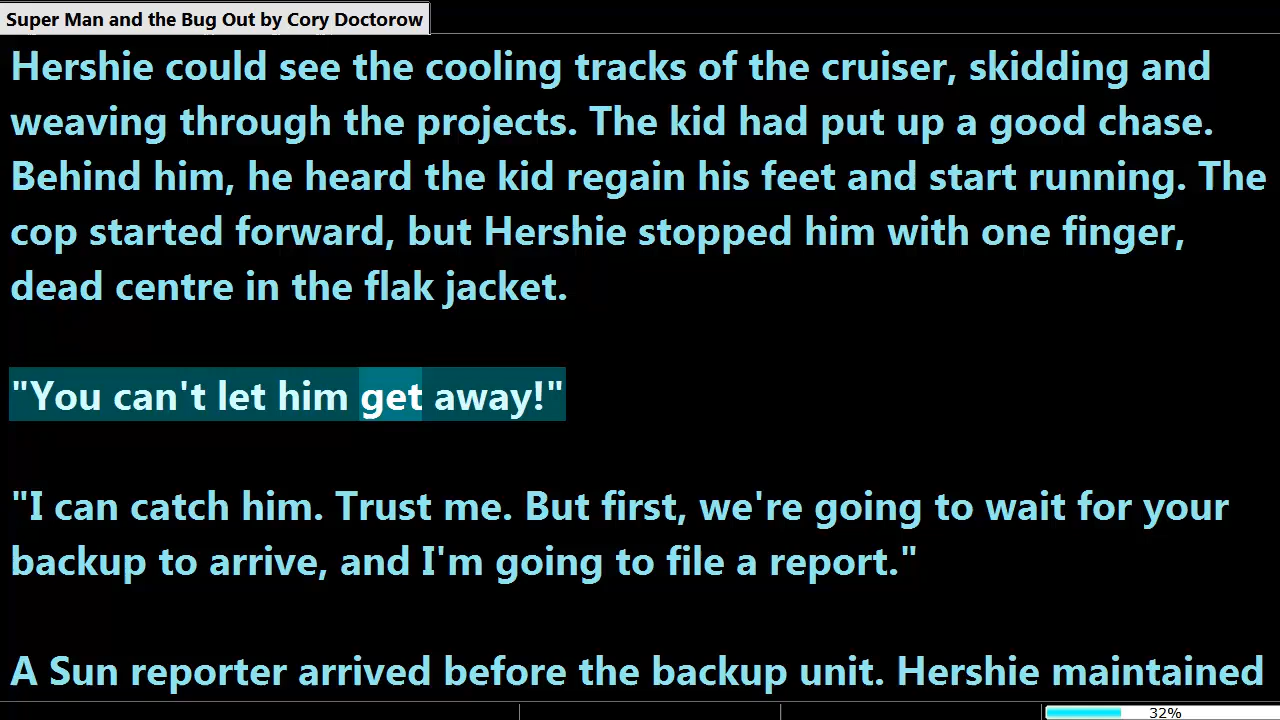 Super Man and the Bug Out by Cory Doctorow
Hershie could see the cooling tracks of the cruiser, skidding and
weaving through the projects. The kid had put up a good chase.
Behind him, he heard the kid regain his feet and start running. The
cop started forward, but Hershie stopped him with one finger,
dead centre in the flak jacket.
"You can't let him get away!"
"I can catch him. Trust me. But first, we're going to wait for your
backup to arrive, and I'm going to file a report."
A Sun reporter arrived before the backup unit. Hershie maintained
32%